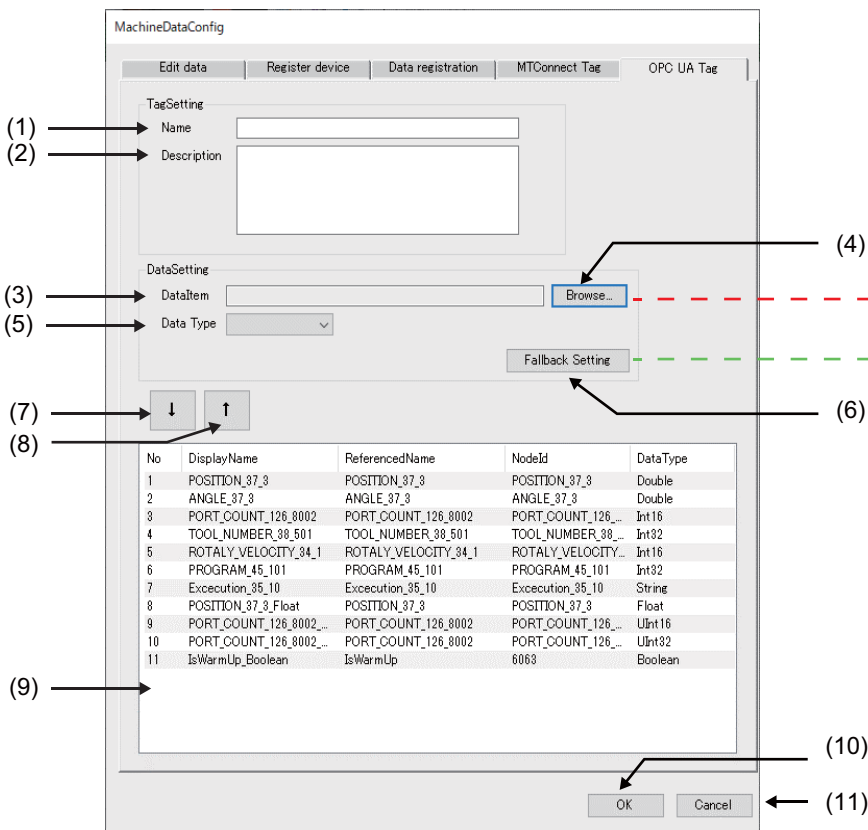 MachineDataConfig
Edit data Register device Data registration MTConnect Tag OPC UA Tag
TagSetting
(1) Name
(2) Description
(4)
DataSetting
(3) DataItem Browse...
(5) Data Type
Fallback Setting
(6)
(7) ↓ ↑
(8)
No DisplayName ReferencedName NodeId DataType
1 POSITION_37_3 POSITION_37_3 POSITION_37_3 Double
2 ANGLE_37_3 ANGLE_37_3 ANGLE_37_3 Double
3 PORT_COUNT_126_8002 PORT_COUNT_126_8002 PORT_COUNT_126_... Int16
4 TOOL_NUMBER_38_501 TOOL_NUMBER_38_501 TOOL_NUMBER_38_... Int32
5 ROTALY_VELOCITY_34_1 ROTALY_VELOCITY_34_1 ROTALY_VELOCITY... Int16
6 PROGRAM_45_101 PROGRAM_45_101 PROGRAM_45_101 Int32
7 Excecution_35_10 Excecution_35_10 Excecution_35_10 String
8 POSITION_37_3_Float POSITION_37_3 POSITION_37_3 Float
9 PORT_COUNT_126_8002_... PORT_COUNT_126_8002 PORT_COUNT_126_... UInt16
10 PORT_COUNT_126_8002_... PORT_COUNT_126_8002 PORT_COUNT_126_... UInt32
11 IsWarmUp_Boolean IsWarmUp 6063 Boolean
(9)
(10)
OK Cancel (11)